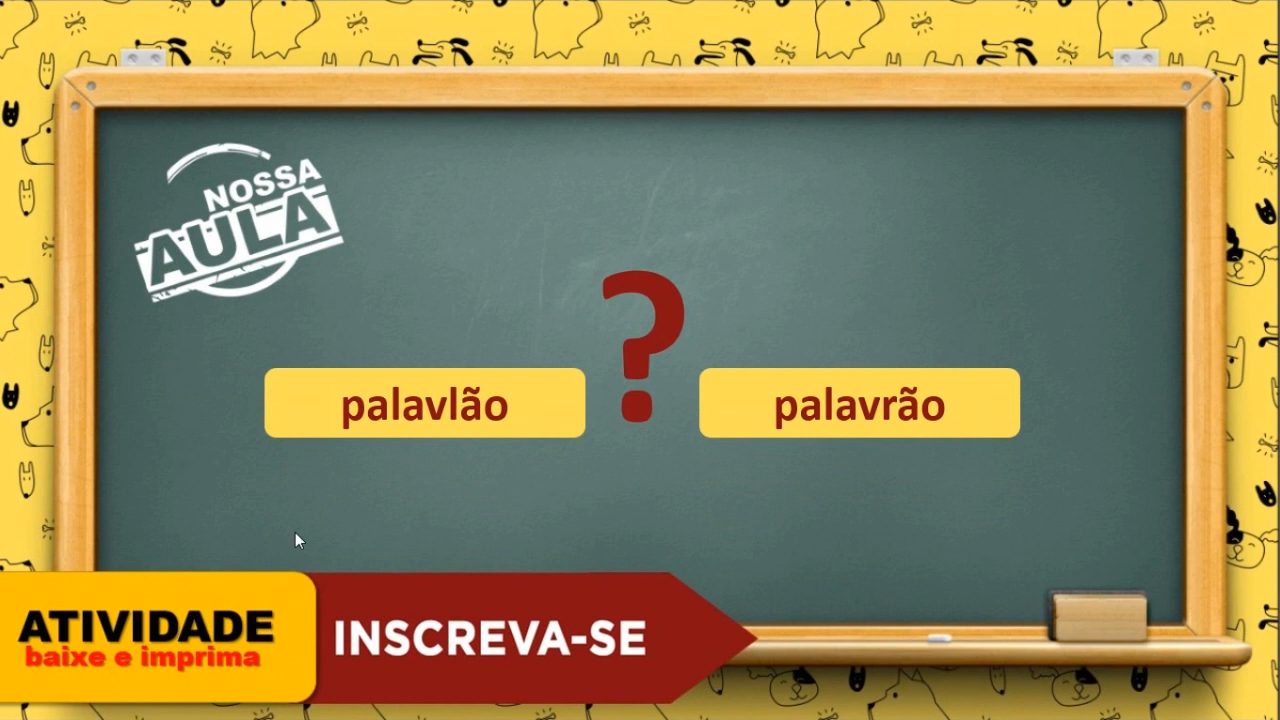 NOSSA
AULA
?
palavlão
palavrão
ATIVIDADE
baixe e imprima
INSCREVA-SE